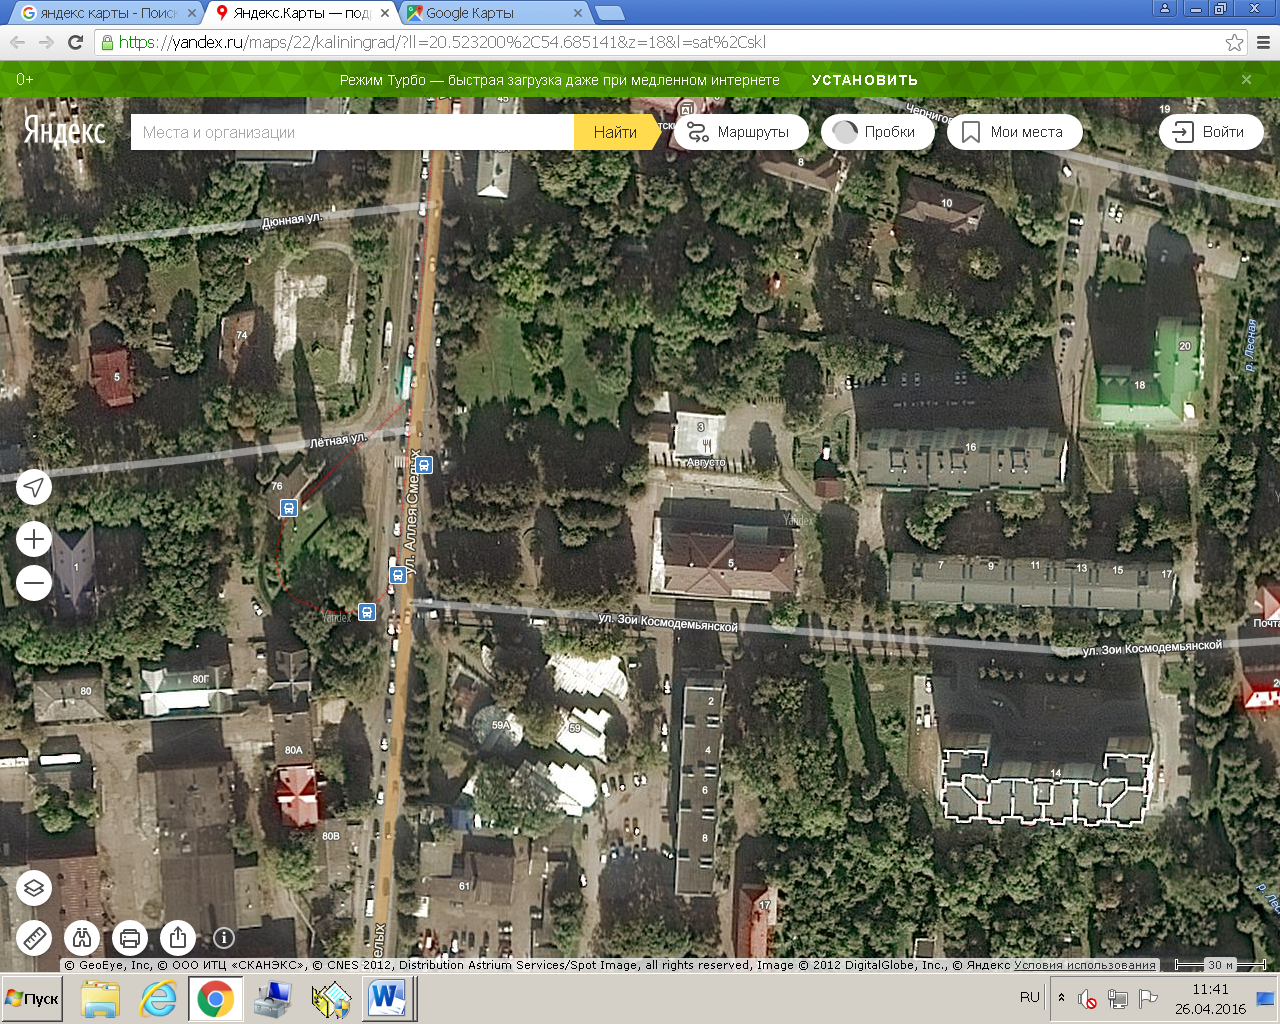 яндекс карты - Поиск
Яндекс.Карты — под
Google Карты
https://yandex.ru/maps/22/kaliningrad/?ll=20.523200%2C54.685141&z=18&l=sat%2Cskl
0+
Режим Турбо — быстрая загрузка даже при медленном интернете
УСТАНОВИТЬ
Яндекс
Места и организации
Найти
Маршруты
Пробки
Мои места
Войти
45
19
8
10
Дюнная ул.
р. Лесная
74
5
20
18
3
Августо
16
Лётная ул.
76
ул. Аллея Смелых
Yandex
1
5
7
9
11
13
15
17
Yandex
ул. Зои Космодемьянской
Почта
ул. Зои Космодемьянской
80
80Г
2
59А
59
4
80А
14
6
80В
8
61
17
елых
© GeoEye, Inc, © ООО ИТЦ «СКАНЭКС», © CNES 2012, Distribution Astrium Services/Spot Image, all rights reserved, Image © 2012 DigitalGlobe, Inc., © Яндекс Условия использования
30 м
Пуск
RU
11:41
26.04.2016